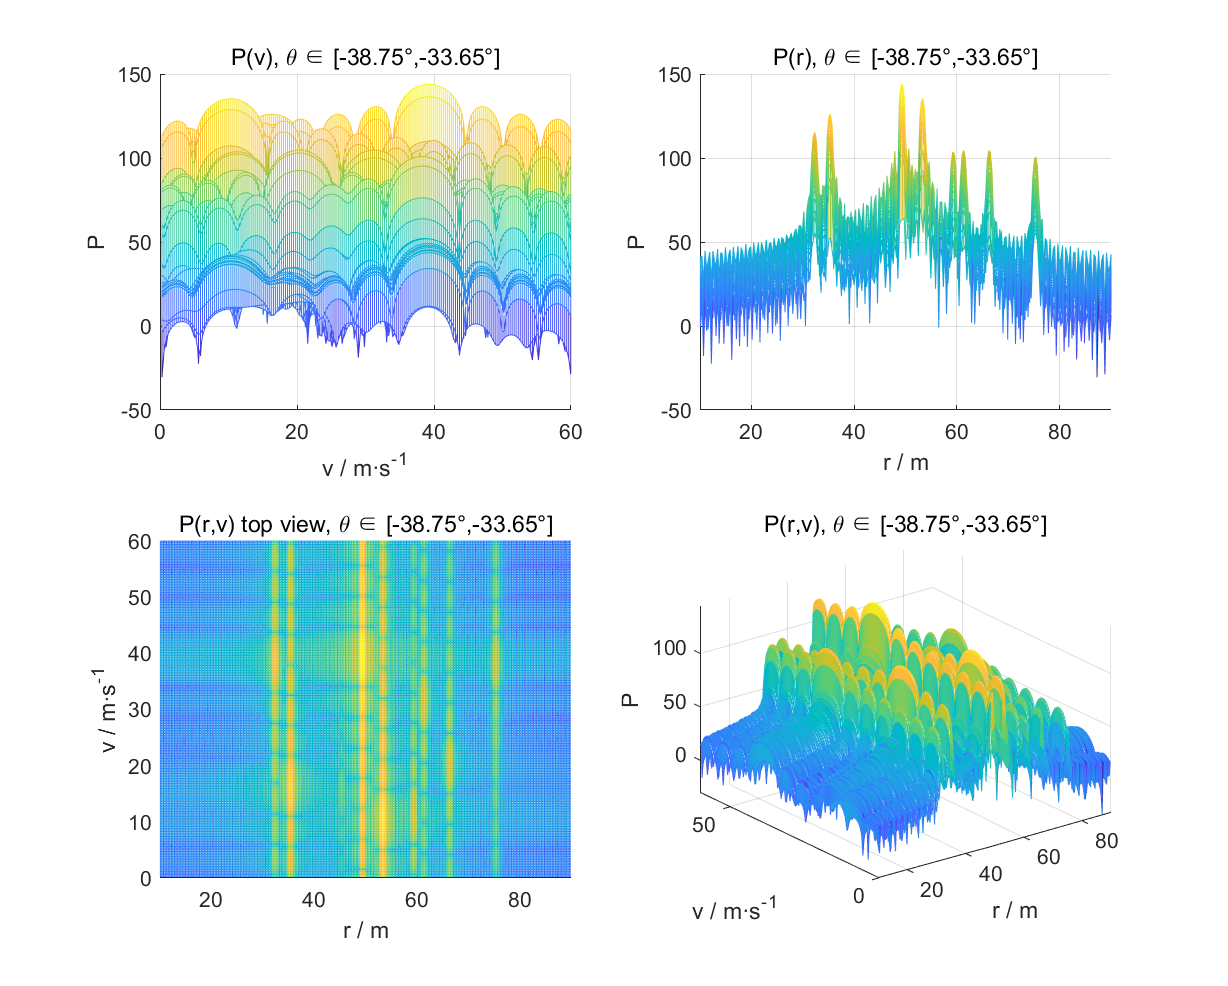 P(v), θ ∈ [-38.75°,-33.65°]
150
100
50
0
-50
P
0 20 40 60
v / m·s⁻¹
P(r), θ ∈ [-38.75°,-33.65°]
150
100
50
0
-50
P
20 40 60 80
r / m
P(r,v) top view, θ ∈ [-38.75°,-33.65°]
60
50
40
30
20
10
0
v / m·s⁻¹
20 40 60 80
r / m
P(r,v), θ ∈ [-38.75°,-33.65°]
100
50
0
P
50
0
v / m·s⁻¹
20 40 60 80
r / m